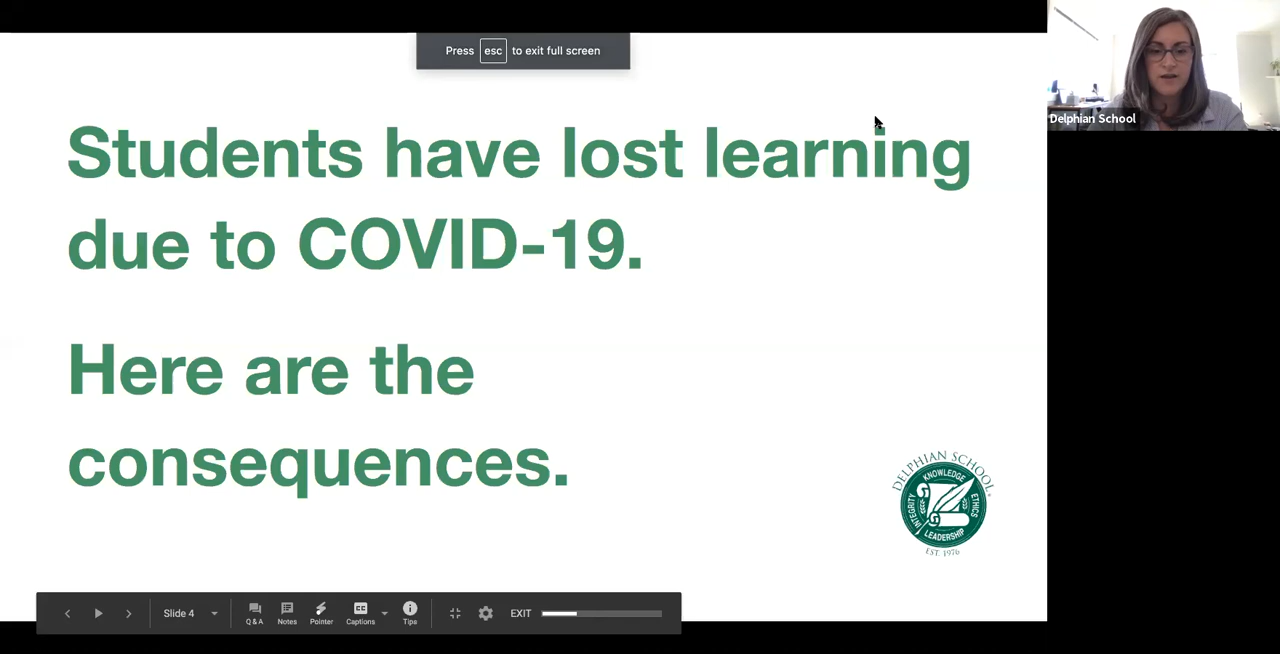 Press esc to exit full screen
Delphian School
Students have lost learning
due to COVID-19.
Here are the
consequences.
DELPHIAN SCHOOL
KNOWLEDGE
INTEGRITY
ETHICS
LEADERSHIP
EST. 1976
Slide 4
Q & A
Notes
Pointer
CC
Captions
Tips
EXIT